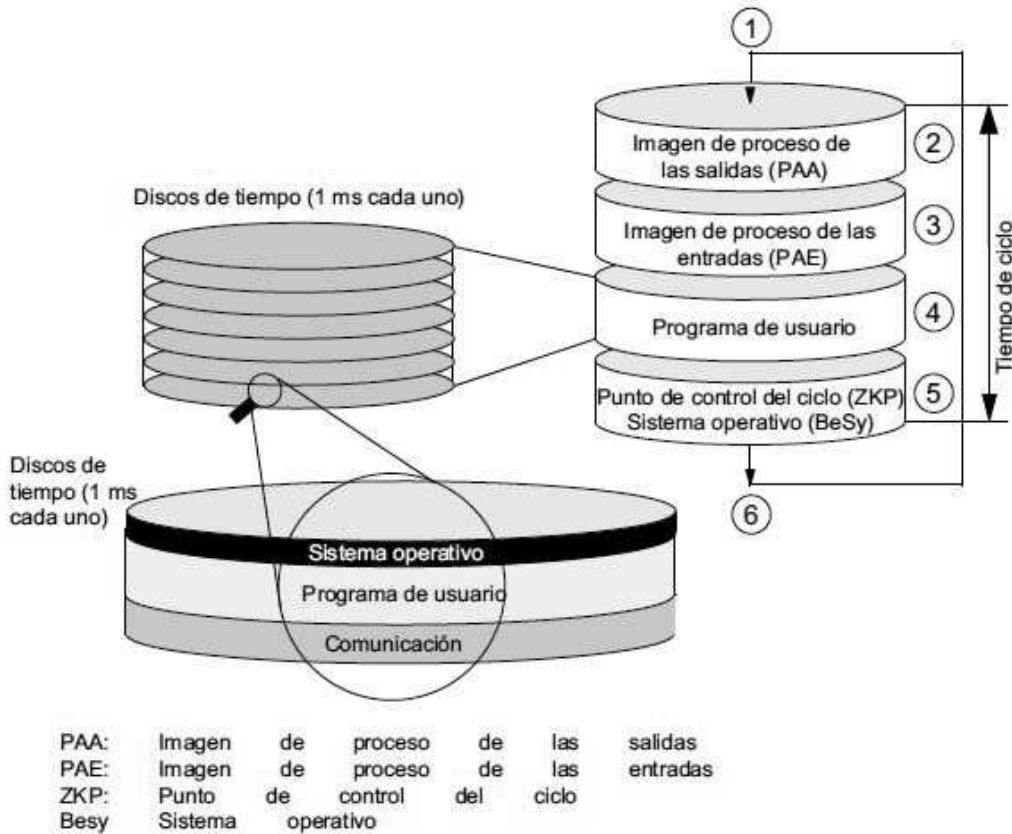 1
Imagen de proceso de
las salidas (PAA)
2
Discos de tiempo (1 ms cada uno)
Imagen de proceso de las
entradas (PAE)
3
Programa de usuario
4
Punto de control del ciclo (ZKP)
Sistema operativo (BeSy)
5
Tiempo de ciclo
6
Discos de
tiempo (1 ms
cada uno)
Sistema operativo
Programa de usuario
Comunicación
PAA: Imagen de proceso de las salidas
PAE: Imagen de proceso de las entradas
ZKP: Punto de control del ciclo
Besy Sistema operativo